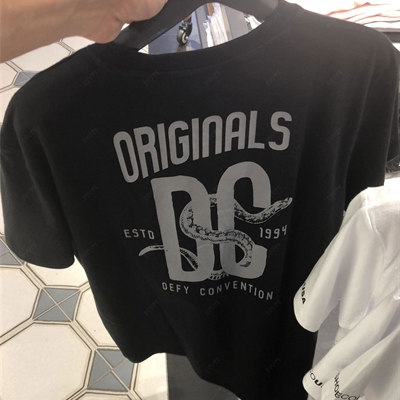 ORIGINALS
DC
ESTD 1994
DEFY CONVENTION